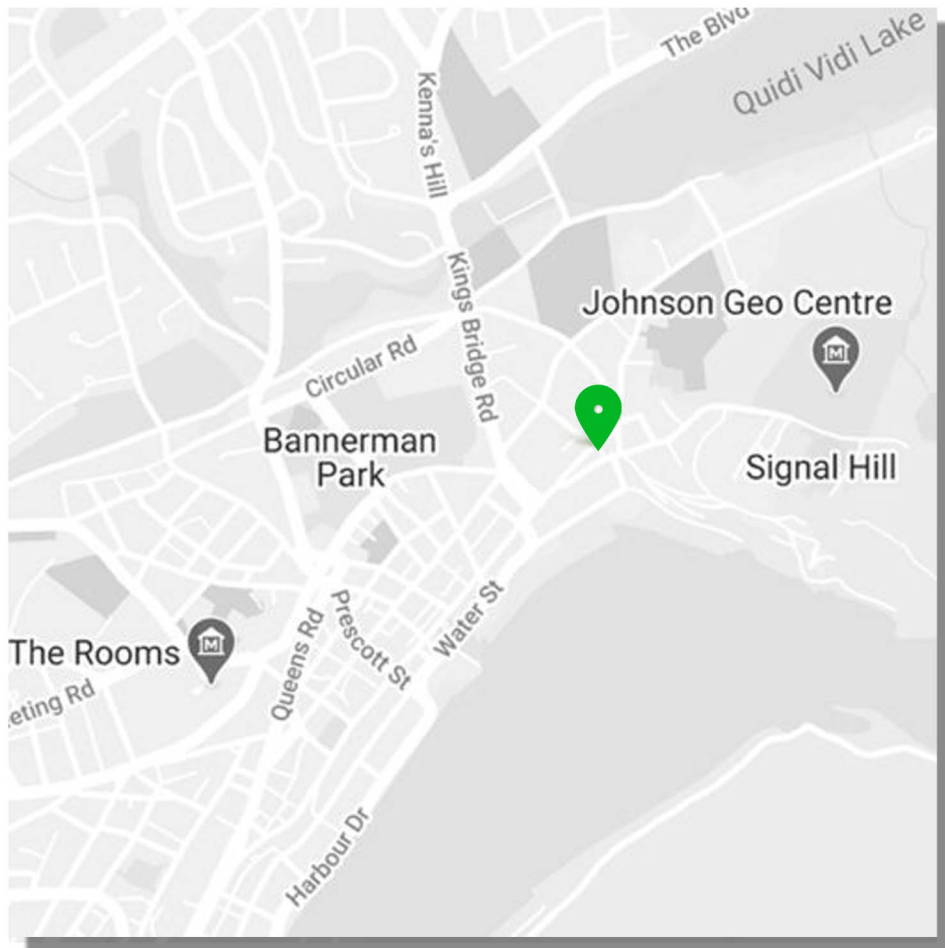 The Blvd
Quidi Vidi Lake
Kenna's Hill
Kings Bridge Rd
Johnson Geo Centre
Circular Rd
Bannerman
Park
Signal Hill
Prescott St
Water St
The Rooms
Queens Rd
eting Rd
Harbour Dr